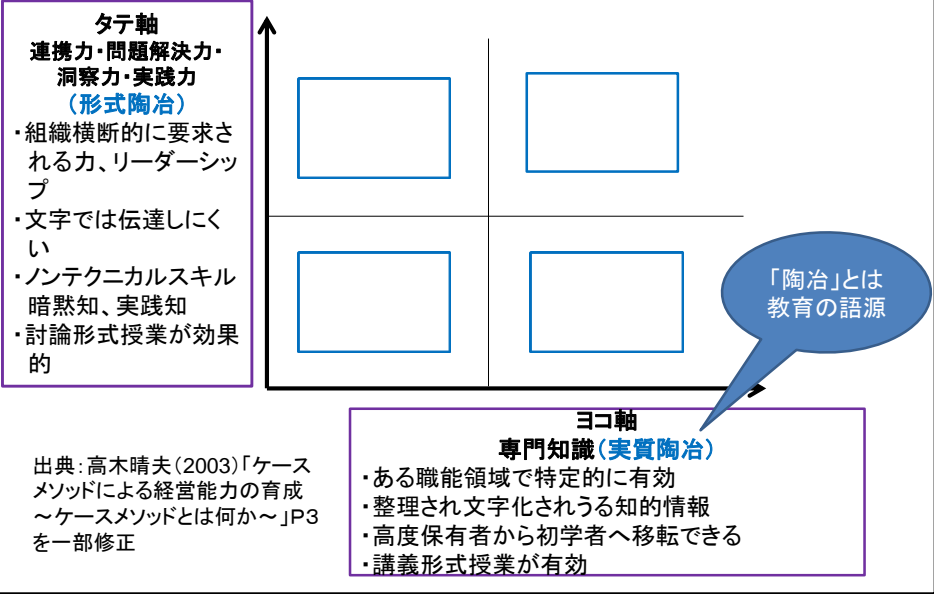 タテ軸
連携力・問題解決力・
洞察力・実践力
（形式陶冶）
・組織横断的に要求さ
れる力、リーダーシッ
プ
・文字では伝達しにく
い
・ノンテクニカルスキル
暗黙知、実践知
・討論形式授業が効果
的
「陶冶」とは
教育の語源
ヨコ軸
専門知識（実質陶冶）
・ある職能領域で特定的に有効
・整理され文字化されうる知的情報
・高度保有者から初学者へ移転できる
・講義形式授業が有効
出典：高木晴夫（2003）「ケース
メソッドによる経営能力の育成
～ケースメソッドとは何か～」P3
を一部修正